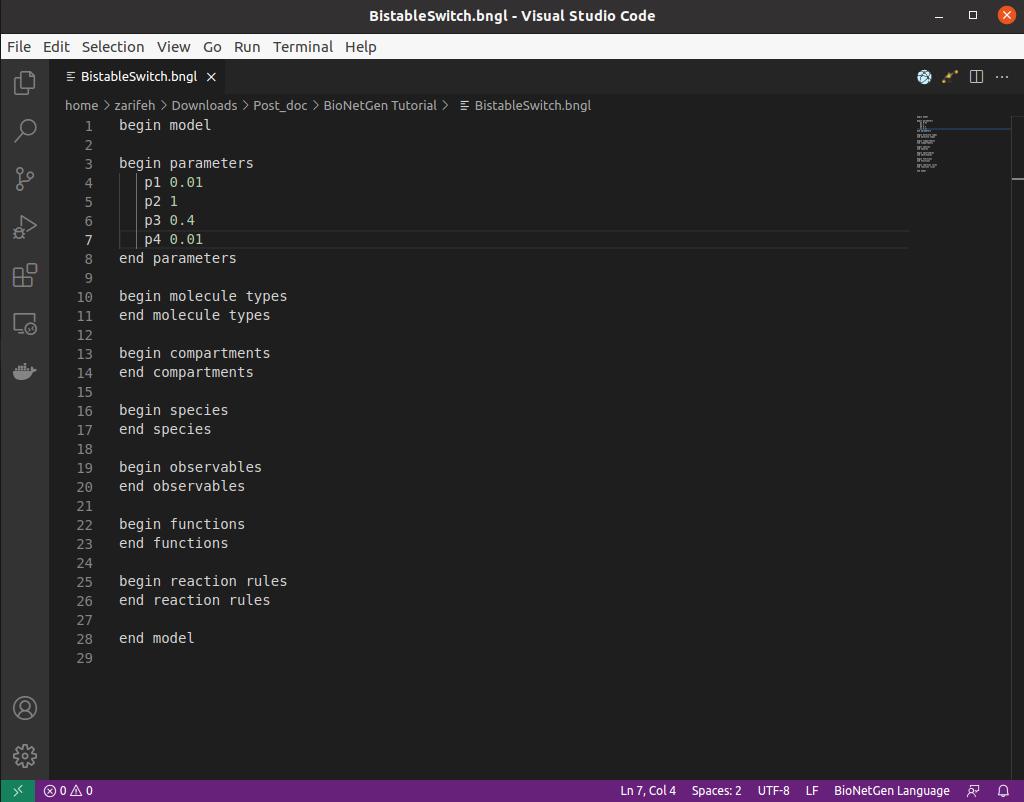 BistableSwitch.bngl - Visual Studio Code
File Edit Selection View Go Run Terminal Help
BistableSwitch.bngl
home > zarifeh > Downloads > Post_doc > BioNetGen Tutorial > BistableSwitch.bngl
1 begin model
2
3 begin parameters
4 p1 0.01
5 p2 1
6 p3 0.4
7 p4 0.01
8 end parameters
9
10 begin molecule types
11 end molecule types
12
13 begin compartments
14 end compartments
15
16 begin species
17 end species
18
19 begin observables
20 end observables
21
22 begin functions
23 end functions
24
25 begin reaction rules
26 end reaction rules
27
28 end model
29
0 0 Ln 7, Col 4 Spaces: 2 UTF-8 LF BioNetGen Language